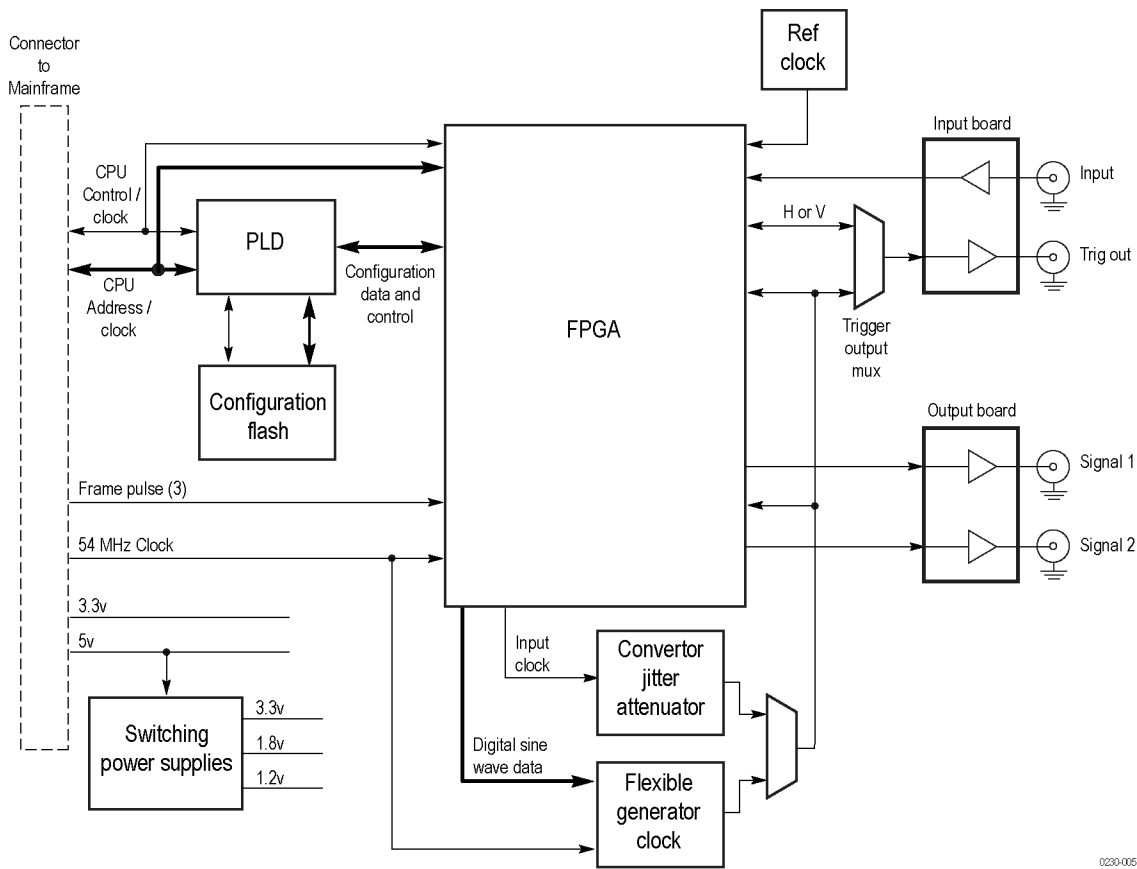 Connector
to
Mainframe
Ref
clock
Input board
Input
CPU
Control /
clock
PLD
H or V
Trig out
CPU
Address /
clock
Configuration
data and
control
FPGA
Trigger
output
mux
Configuration
flash
Output board
Signal 1
Frame pulse (3)
Signal 2
54 MHz Clock
3.3v
5v
Input
clock
Convertor
jitter
attenuator
Switching
power supplies
3.3v
1.8v
1.2v
Digital sine
wave data
Flexible
generator
clock
0230-005